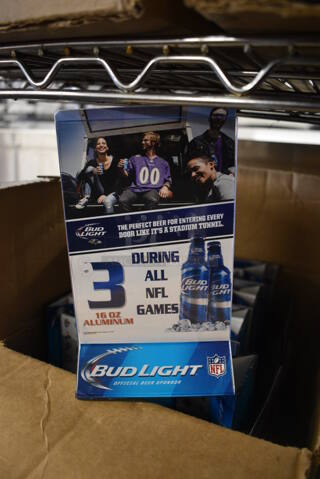 00
BUD
LIGHT
THE PERFECT BEER FOR ENTERING EVERY
DOOR LIKE IT'S A STADIUM TUNNEL.
3
16 OZ
ALUMINUM
DURING
ALL
NFL
GAMES
BUD
LIGHT
BUD
LIGHT
BUD LIGHT
OFFICIAL BEER SPONSOR
NFL